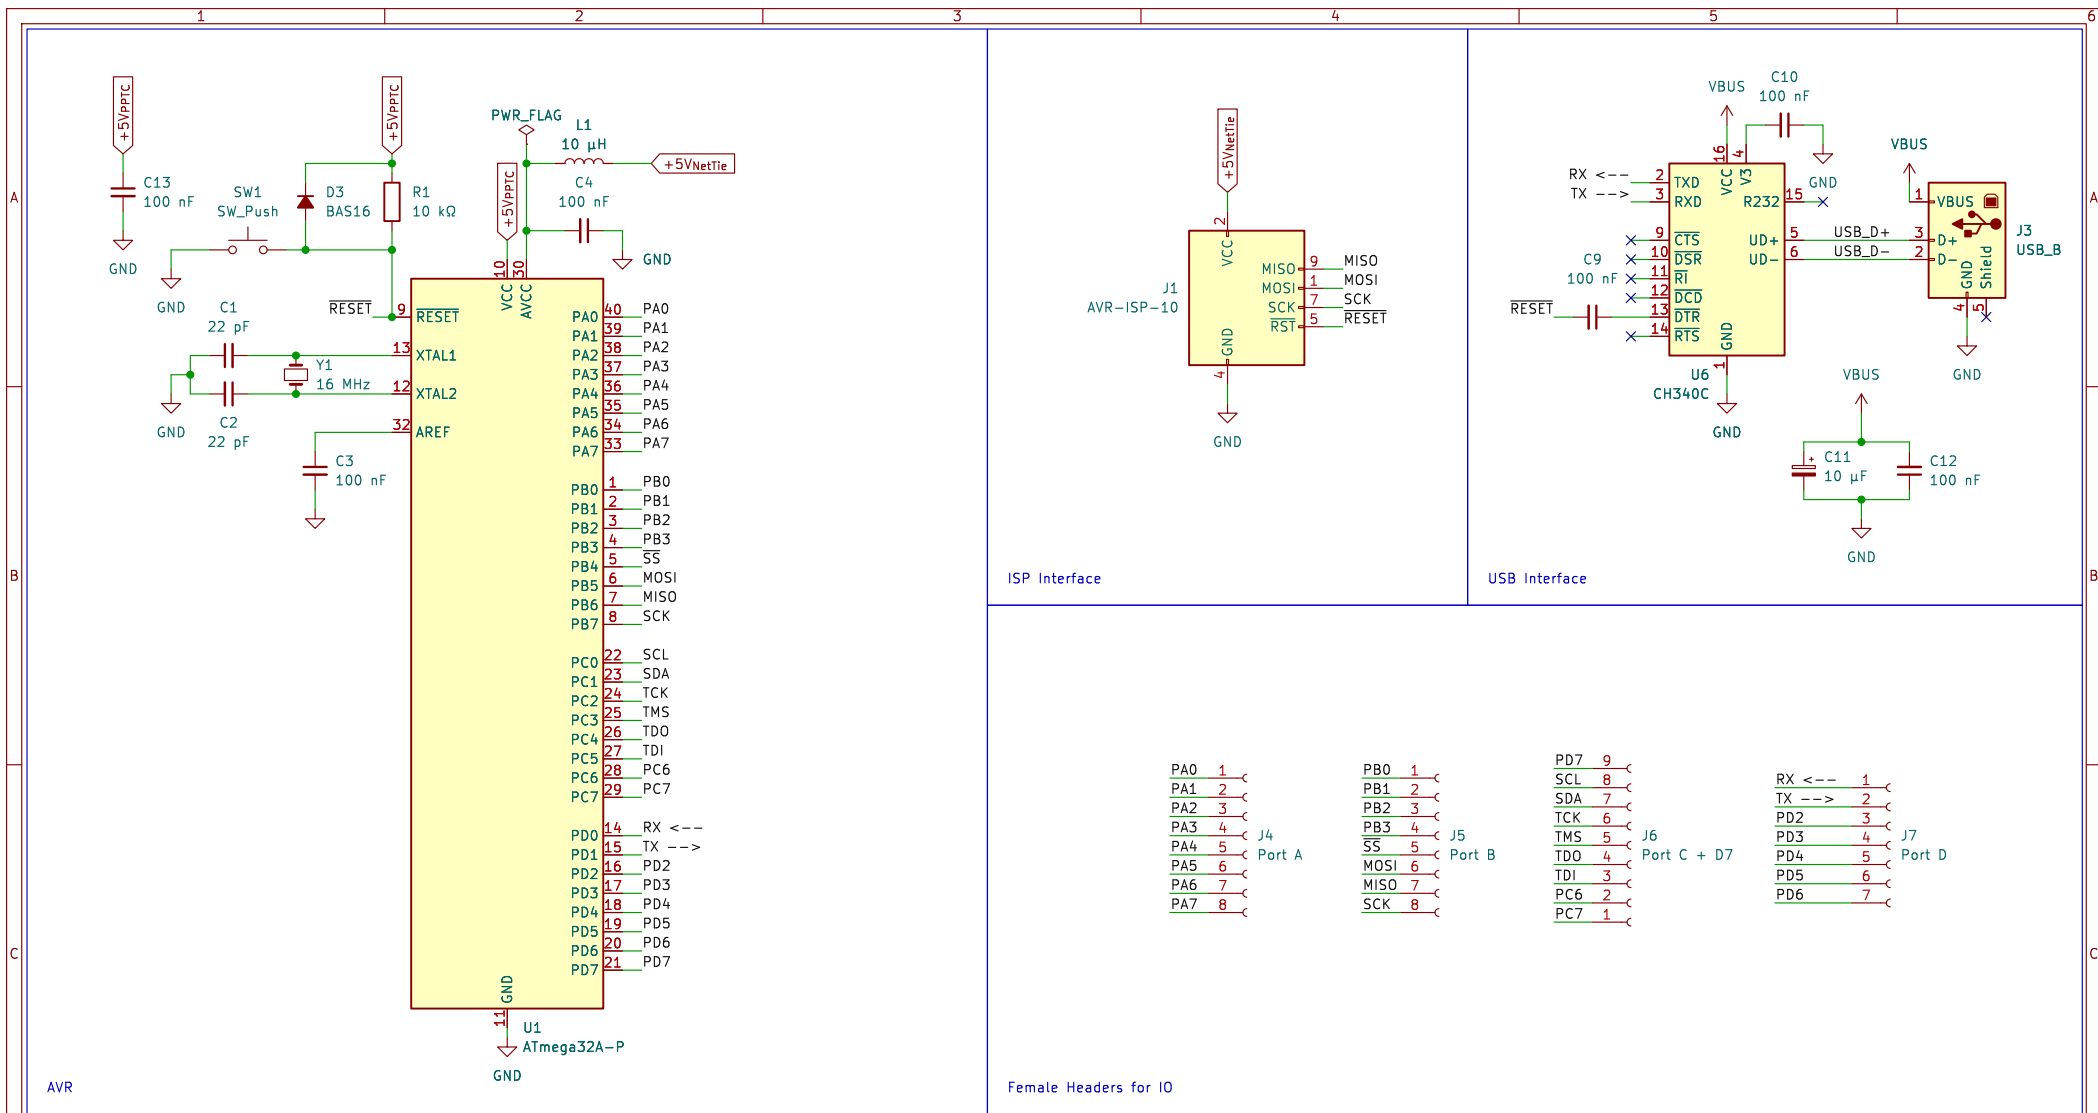 1 2 3 4 5 6
A
B
C
A
B
C
+5VPPTC
C13
100 nF
GND
SW1
SW_Push
GND
D3
BAS16
+5VPPTC
R1
10 kΩ
PWR_FLAG
L1
10 µH
+5VNetTie
+5VPPTC
C4
100 nF
GND
RESET
C1
22 pF
Y1
16 MHz
GND
C2
22 pF
C3
100 nF
10 VCC
30 AVCC
9 RESET
13 XTAL1
12 XTAL2
32 AREF
PA0 40 PA0
PA1 39 PA1
PA2 38 PA2
PA3 37 PA3
PA4 36 PA4
PA5 35 PA5
PA6 34 PA6
PA7 33 PA7
PB0 1 PB0
PB1 2 PB1
PB2 3 PB2
PB3 4 PB3
PB4 5 SS
PB5 6 MOSI
PB6 7 MISO
PB7 8 SCK
PC0 22 SCL
PC1 23 SDA
PC2 24 TCK
PC3 25 TMS
PC4 26 TDO
PC5 27 TDI
PC6 28 PC6
PC7 29 PC7
PD0 14 RX <--
PD1 15 TX -->
PD2 16 PD2
PD3 17 PD3
PD4 18 PD4
PD5 19 PD5
PD6 20 PD6
PD7 21 PD7
GND
11
U1
ATmega32A-P
GND
AVR
+5VNetTie
2
VCC
J1
AVR-ISP-10
MISO 9 MISO
MOSI 1 MOSI
SCK 7 SCK
RST 5 RESET
GND
4
GND
ISP Interface
VBUS
C10
100 nF
GND
16 VCC
4 V3
RX <-- 2 TXD
TX --> 3 RXD
R232 15
9 CTS
10 DSR
11 RI
12 DCD
13 DTR
14 RTS
UD+ 5 USB_D+ 3 D+
UD- 6 USB_D- 2 D-
C9
100 nF
RESET
GND
1
U6
CH340C
GND
VBUS
1 VBUS
J3
USB_B
GND
Shield
4
5
GND
VBUS
C11
10 µF
C12
100 nF
GND
USB Interface
PA0 1
PA1 2
PA2 3
PA3 4
PA4 5
PA5 6
PA6 7
PA7 8
J4
Port A
PB0 1
PB1 2
PB2 3
PB3 4
SS 5
MOSI 6
MISO 7
SCK 8
J5
Port B
PD7 9
SCL 8
SDA 7
TCK 6
TMS 5
TDO 4
TDI 3
PC6 2
PC7 1
J6
Port C + D7
RX <-- 1
TX --> 2
PD2 3
PD3 4
PD4 5
PD5 6
PD6 7
J7
Port D
Female Headers for IO